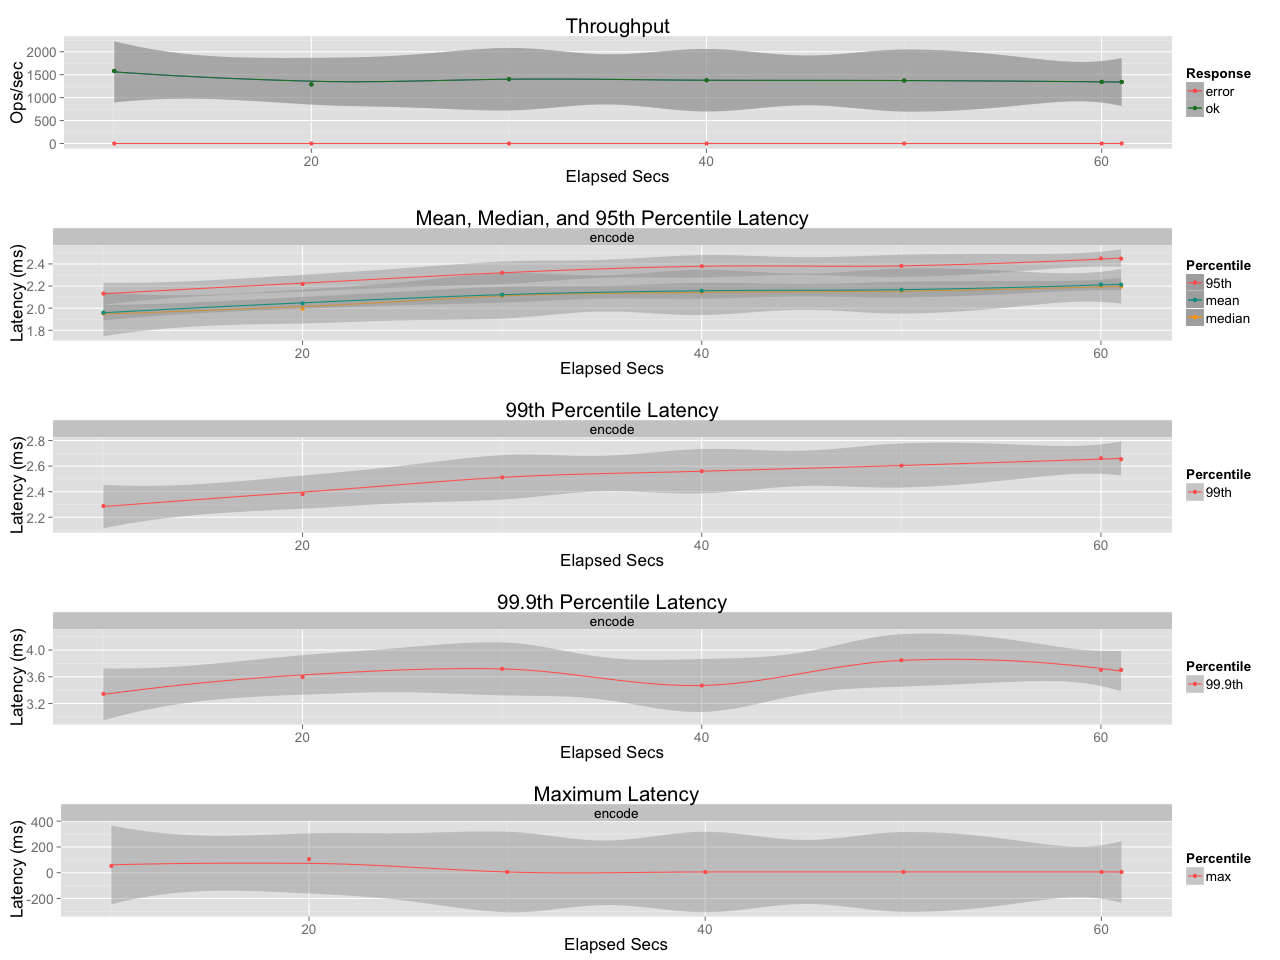 Throughput
Ops/sec
2000
1500
1000
500
0
20
40
60
Elapsed Secs
Response
error
ok
Mean, Median, and 95th Percentile Latency
encode
Latency (ms)
2.4
2.2
2.0
1.8
20
40
60
Elapsed Secs
Percentile
95th
mean
median
99th Percentile Latency
encode
Latency (ms)
2.8
2.6
2.4
2.2
20
40
60
Elapsed Secs
Percentile
99th
99.9th Percentile Latency
encode
Latency (ms)
4.0
3.6
3.2
20
40
60
Elapsed Secs
Percentile
99.9th
Maximum Latency
encode
Latency (ms)
400
200
0
-200
20
40
60
Elapsed Secs
Percentile
max